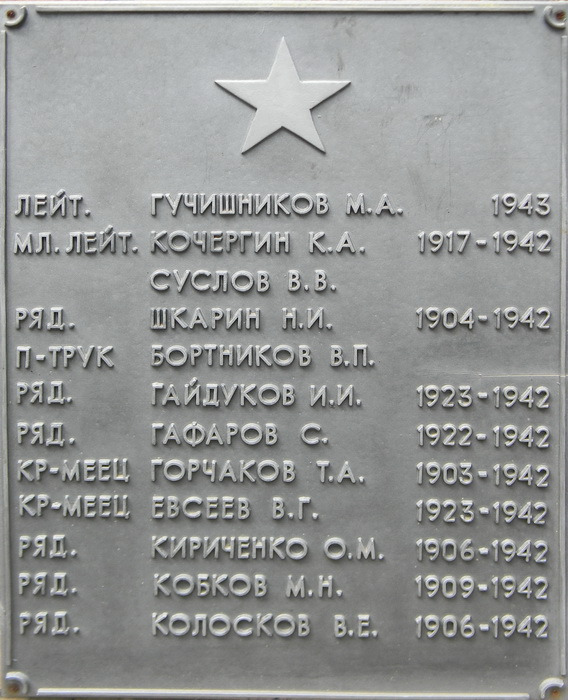 ЛЕЙТ. ГУЧИШНИКОВ М.А. 1943
МЛ. ЛЕЙТ. КОЧЕРГИН К.А. 1917-1942
СУСЛОВ В.В.
РЯД. ШКАРИН Н.И. 1904-1942
П-ТРУК БОРТНИКОВ В.П.
РЯД. ГАЙДУКОВ И.И. 1923-1942
РЯД. ГАФАРОВ С. 1922-1942
КР-МЕЕЦ ГОРЧАКОВ Т.А. 1903-1942
КР-МЕЕЦ ЕВСЕЕВ В.Г. 1923-1942
РЯД. КИРИЧЕНКО О.М. 1906-1942
РЯД. КОБКОВ М.Н. 1909-1942
РЯД. КОЛОСКОВ В.Е. 1906-1942